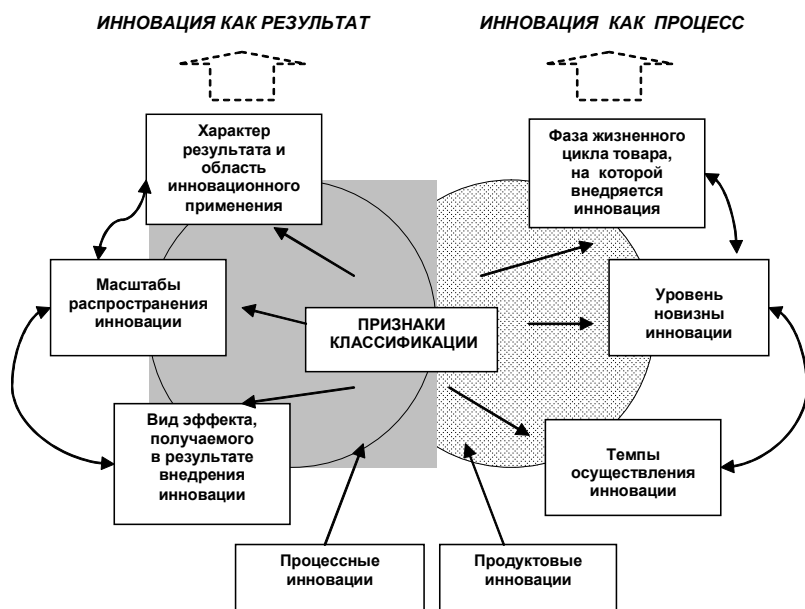 ИННОВАЦИЯ КАК РЕЗУЛЬТАТ
ИННОВАЦИЯ КАК ПРОЦЕСС
Характер
результата и
область
инновационного
применения
Фаза жизненного
цикла товара,
на которой
внедряется
инновация
Масштабы
распространения
инновации
ПРИЗНАКИ
КЛАССИФИКАЦИИ
Уровень
новизны
инновации
Вид эффекта,
получаемого
в результате
внедрения
инновации
Темпы
осуществления
инновации
Процессные
инновации
Продуктовые
инновации